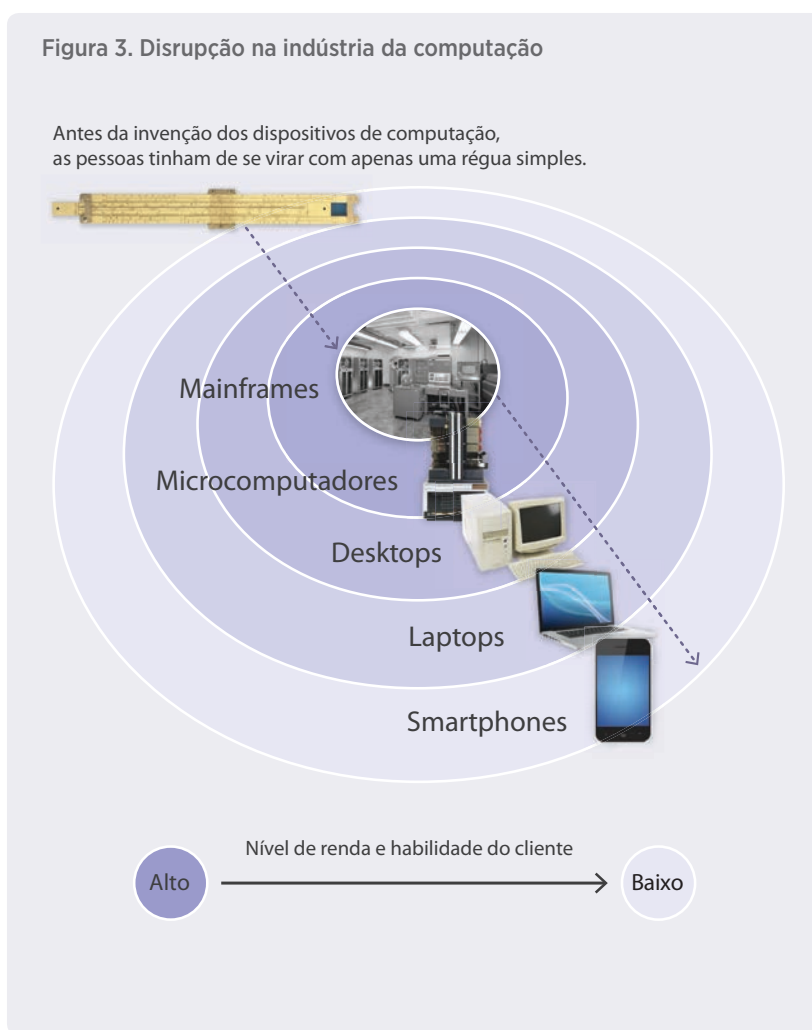 Figura 3. Disrupção na indústria da computação
Antes da invenção dos dispositivos de computação,
as pessoas tinham de se virar com apenas uma régua simples.
Mainframes
Microcomputadores
Desktops
Laptops
Smartphones
Nível de renda e habilidade do cliente
Alto
Baixo